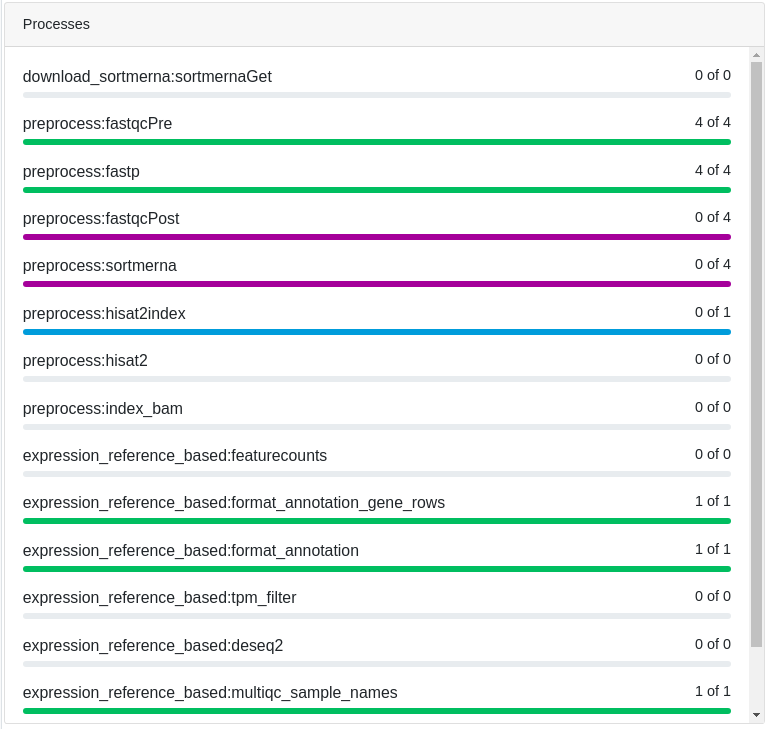 Processes
download_sortmerna:sortmernaGet 0 of 0
preprocess:fastqcPre 4 of 4
preprocess:fastp 4 of 4
preprocess:fastqcPost 0 of 4
preprocess:sortmerna 0 of 4
preprocess:hisat2index 0 of 1
preprocess:hisat2 0 of 0
preprocess:index_bam 0 of 0
expression_reference_based:featurecounts 0 of 0
expression_reference_based:format_annotation_gene_rows 1 of 1
expression_reference_based:format_annotation 1 of 1
expression_reference_based:tpm_filter 0 of 0
expression_reference_based:deseq2 0 of 0
expression_reference_based:multiqc_sample_names 1 of 1